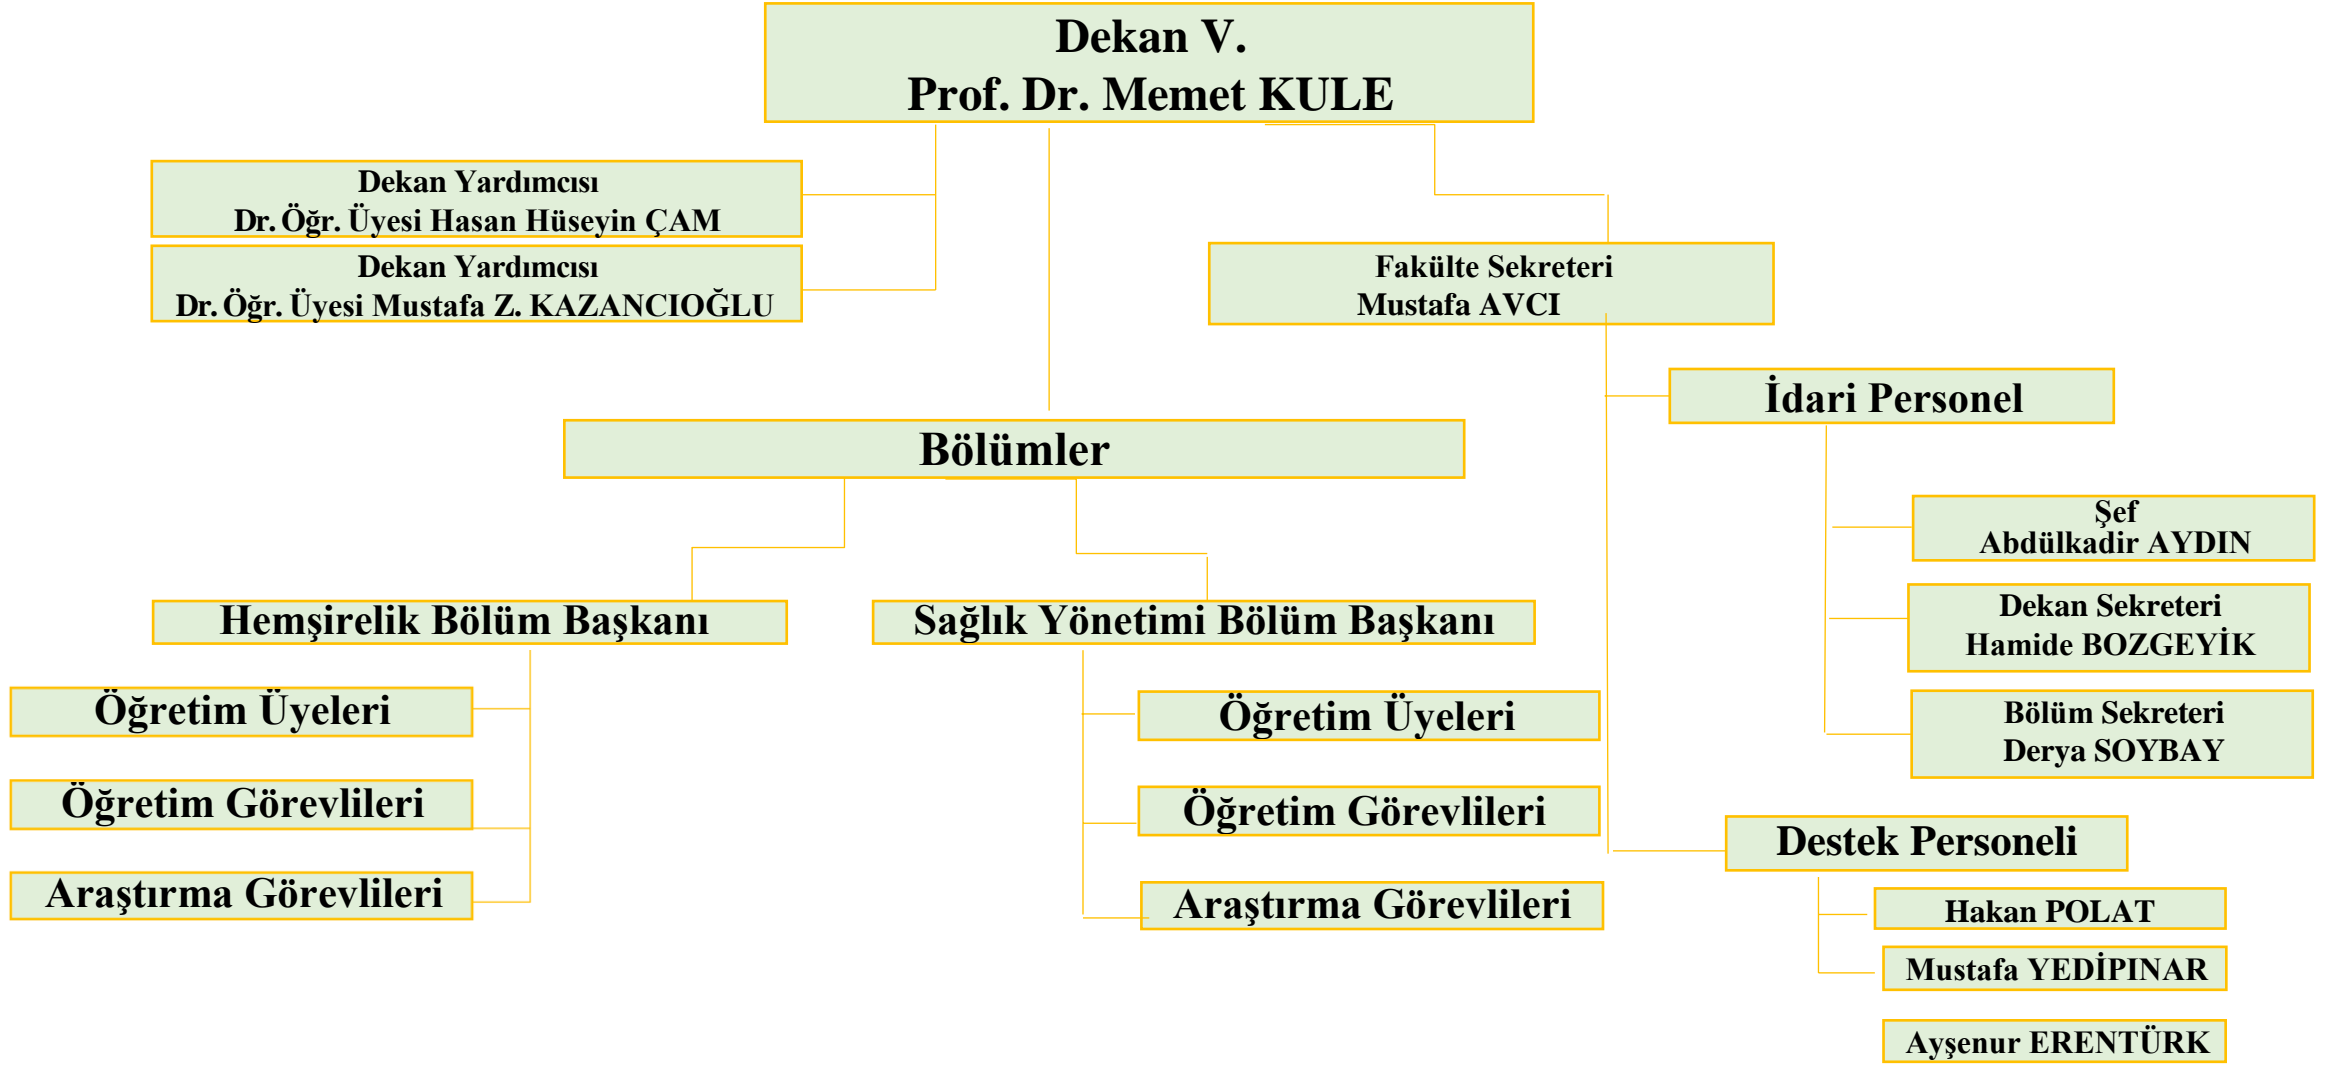 Dekan V.
Prof. Dr. Memet KULE
Dekan Yardımcısı
Dr. Öğr. Üyesi Hasan Hüseyin ÇAM
Dekan Yardımcısı
Dr. Öğr. Üyesi Mustafa Z. KAZANCIOĞLU
Fakülte Sekreteri
Mustafa AVCI
İdari Personel
Bölümler
Şef
Abdülkadir AYDIN
Dekan Sekreteri
Hamide BOZGEYİK
Bölüm Sekreteri
Derya SOYBAY
Hemşirelik Bölüm Başkanı
Öğretim Üyeleri
Öğretim Görevlileri
Araştırma Görevlileri
Sağlık Yönetimi Bölüm Başkanı
Öğretim Üyeleri
Öğretim Görevlileri
Araştırma Görevlileri
Destek Personeli
Hakan POLAT
Mustafa YEDİPINAR
Ayşenur ERENTÜRK